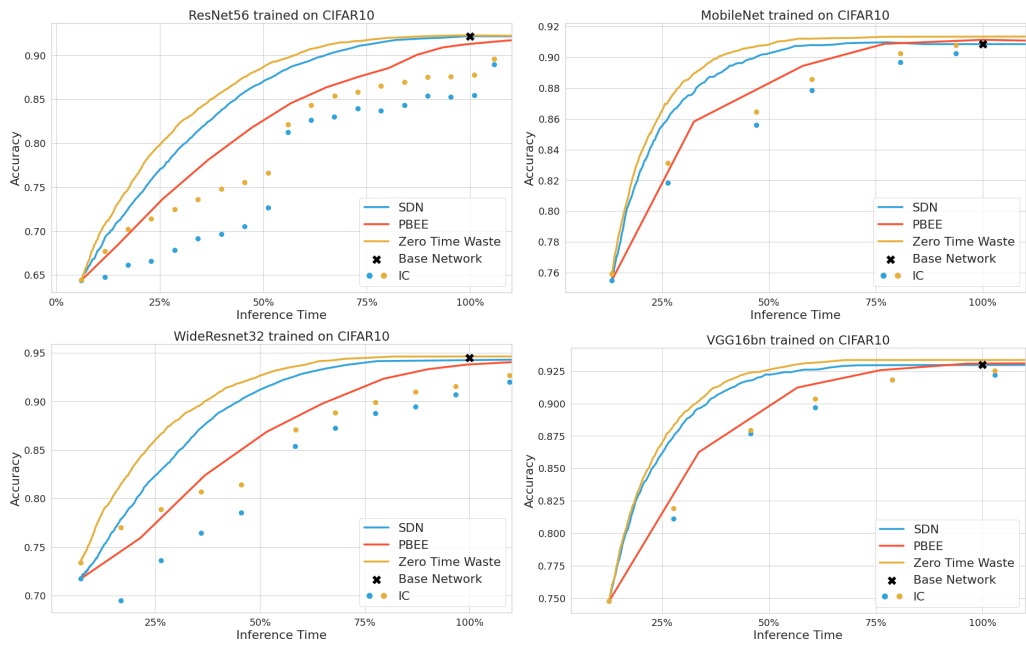 ResNet56 trained on CIFAR10
Accuracy
0.90
0.85
0.80
0.75
0.70
0.65
0%
25%
50%
75%
100%
Inference Time
SDN
PBEE
Zero Time Waste
Base Network
IC
MobileNet trained on CIFAR10
Accuracy
0.92
0.90
0.88
0.86
0.84
0.82
0.80
0.78
0.76
25%
50%
75%
100%
Inference Time
SDN
PBEE
Zero Time Waste
Base Network
IC
WideResnet32 trained on CIFAR10
Accuracy
0.95
0.90
0.85
0.80
0.75
0.70
25%
50%
75%
100%
Inference Time
SDN
PBEE
Zero Time Waste
Base Network
IC
VGG16bn trained on CIFAR10
Accuracy
0.925
0.900
0.875
0.850
0.825
0.800
0.775
0.750
25%
50%
75%
100%
Inference Time
SDN
PBEE
Zero Time Waste
Base Network
IC